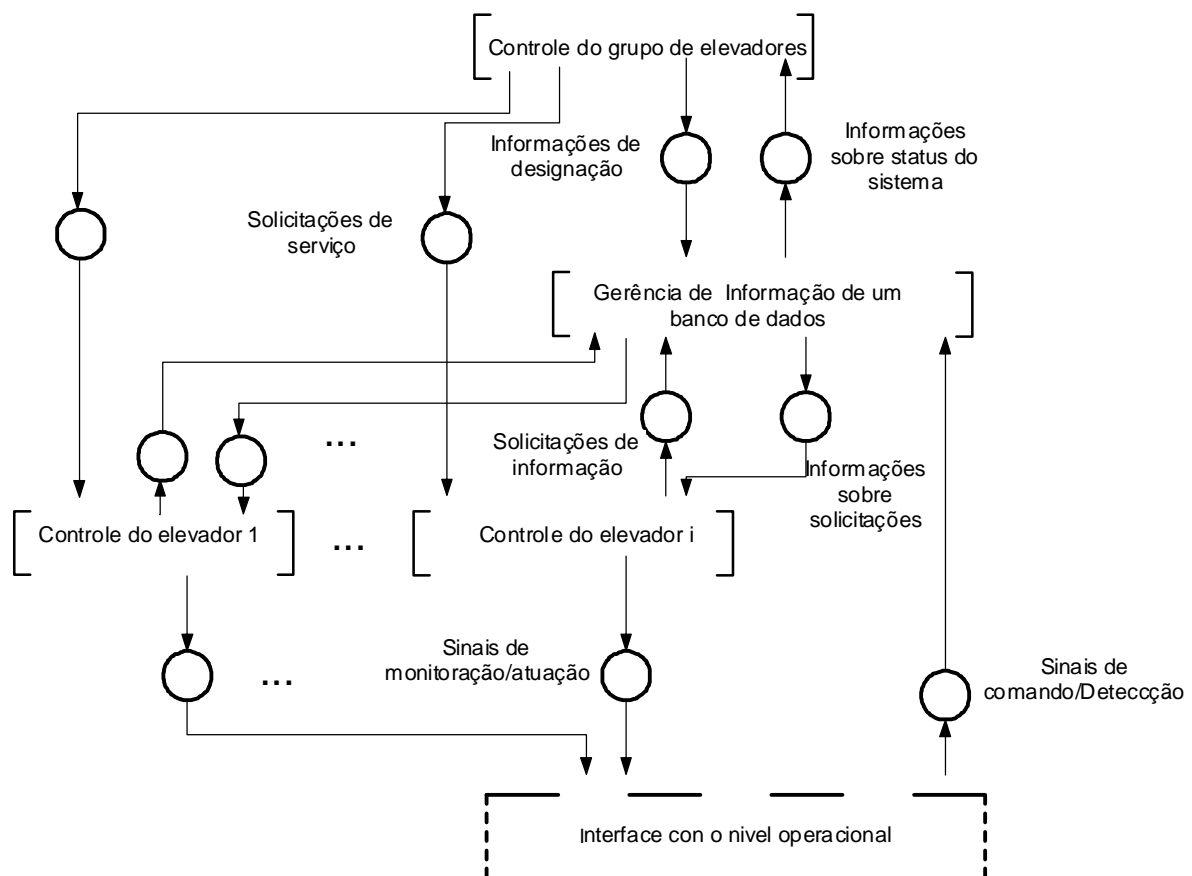 Controle do grupo de elevadores
Informações de
designação
Informações
sobre status do
sistema
Solicitações de
serviço
Gerência de Informação de um
banco de dados
...
Solicitações de
informação
Informações
sobre
solicitações
Controle do elevador 1
...
Controle do elevador i
Sinais de
monitoração/atuação
...
Sinais de
comando/Deteccção
Interface con o nivel operacional